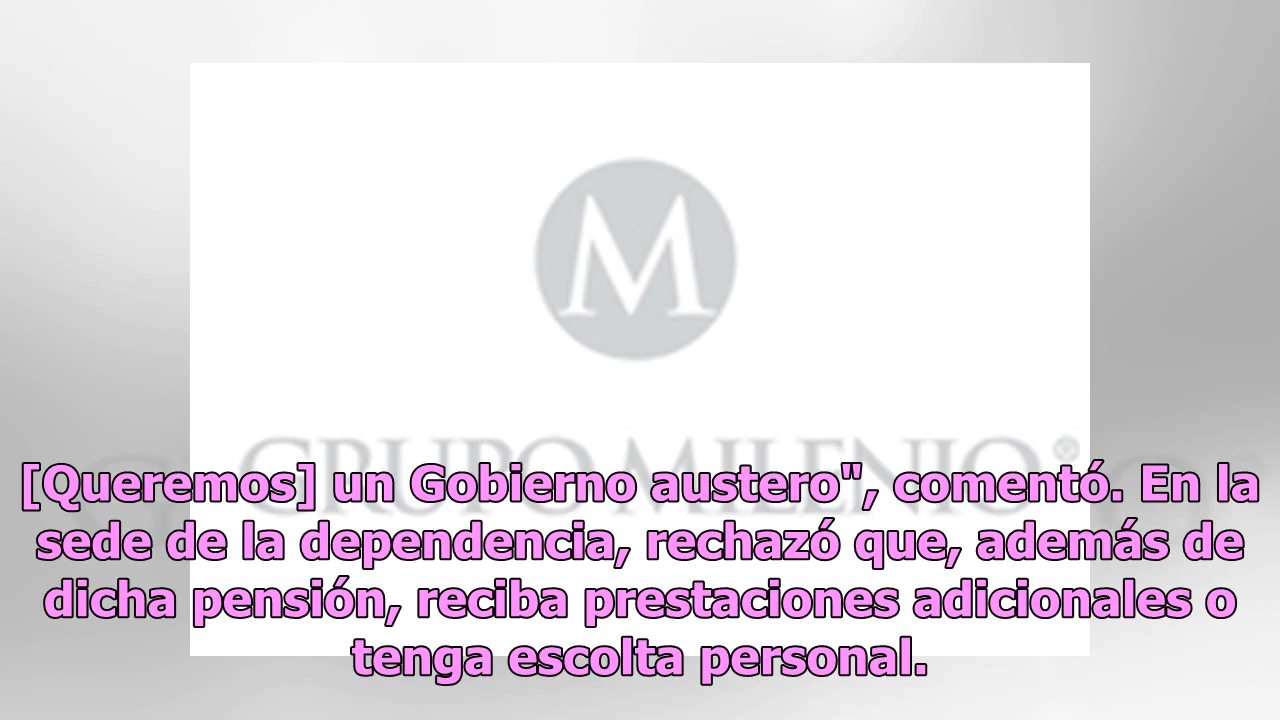 M
GRUPO MILENIO®
[Queremos] un Gobierno austero", comentó. En la
sede de la dependencia, rechazó que, además de
dicha pensión, reciba prestaciones adicionales o
tenga escolta personal.